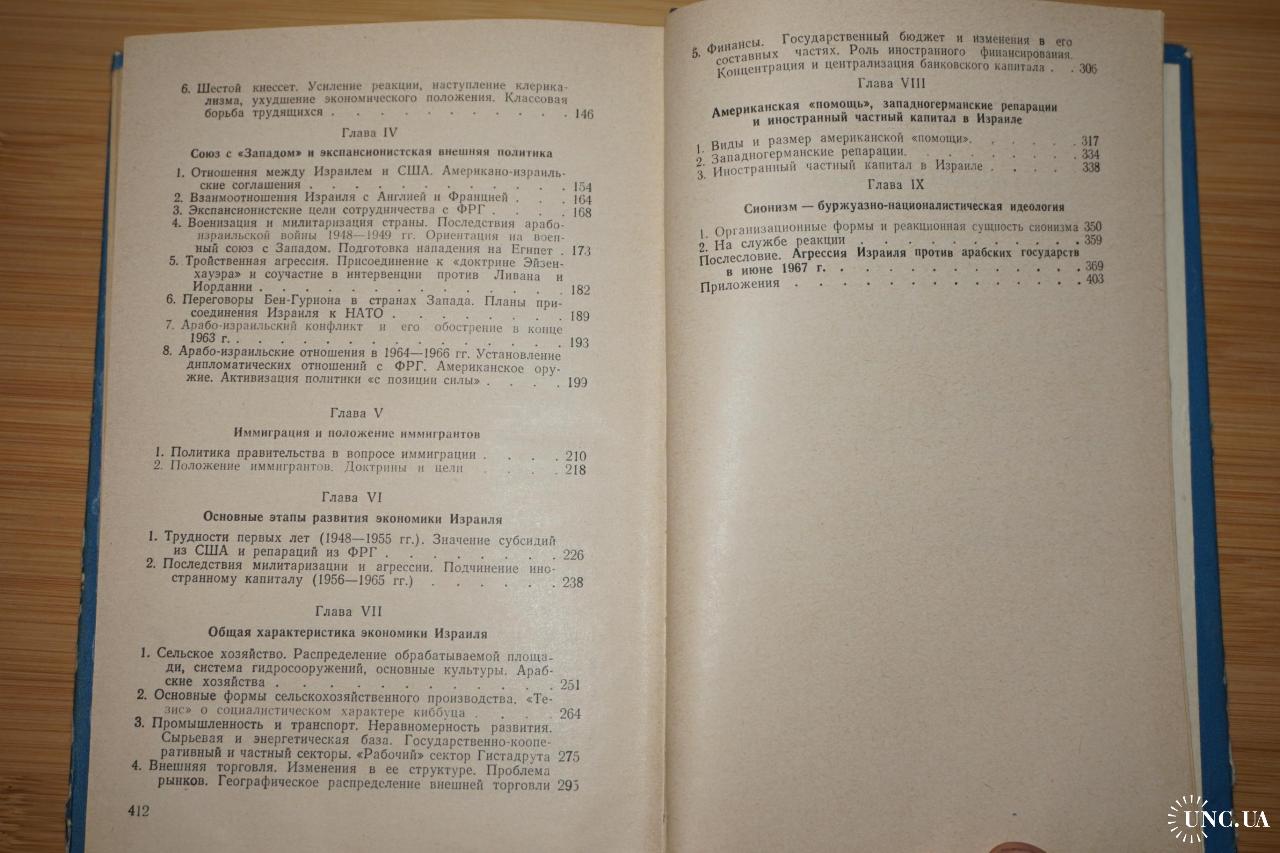 6. Шестой кнессет. Усиление реакции, наступление клерика-
лизма, ухудшение экономического положения. Классовая
борьба трудящихся . . . . . . . . . . . 146
Глава IV
Союз с «Западом» и экспансионистская внешняя политика
1. Отношения между Израилем и США. Американо-израиль-
ские соглашения . . . . . . . . . . . 154
2. Взаимоотношения Израиля с Англией и Францией . . . 164
3. Экспансионистские цели сотрудничества с ФРГ . . . . 168
4. Военизация и милитаризация страны. Последствия арабо-
израильской войны 1948—1949 гг. Ориентация на воен-
ный союз с Западом. Подготовка нападения на Египет . 173
5. Тройственная агрессия. Присоединение к «доктрине Эйзен-
хауэра» и соучастие в интервенции против Ливана и
Иордании . . . . . . . . . . . . . 182
6. Переговоры Бен-Гуриона в странах Запада. Планы при-
соединения Израиля к НАТО . . . . . . . 189
7. Арабо-израильский конфликт и его обострение в конце
1963 г. . . . . . . . . . . . . . . 193
8. Арабо-израильские отношения в 1964—1966 гг. Установление
дипломатических отношений с ФРГ. Американское ору-
жие. Активизация политики «с позиции силы» . . . . 199
Глава V
Иммиграция и положение иммигрантов
1. Политика правительства в вопросе иммиграции . . . . 210
2. Положение иммигрантов. Доктрины и цели . . . . 218
Глава VI
Основные этапы развития экономики Израиля
1. Трудности первых лет (1948—1955 гг.). Значение субсидий
из США и репараций из ФРГ . . . . . . . . 226
2. Последствия милитаризации и агрессии. Подчинение ино-
странному капиталу (1956—1965 гг.) . . . . . . 238
Глава VII
Общая характеристика экономики Израиля
1. Сельское хозяйство. Распределение обрабатываемой площа-
ди, система гидросооружений, основные культуры. Араб-
ские хозяйства . . . . . . . . . . . . 251
2. Основные формы сельскохозяйственного производства. «Те-
зис» о социалистическом характере киббуца . . . . 264
3. Промышленность и транспорт. Неравномерность развития.
Сырьевая и энергетическая база. Государственно-коопе-
ративный и частный секторы. «Рабочий» сектор Гистадрута 275
4. Внешняя торговля. Изменения в ее структуре. Проблема
рынков. Географическое распределение внешней торговли 295
412
5. Финансы. Государственный бюджет и изменения в его
составных частях. Роль иностранного финансирования.
Концентрация и централизация банковского капитала . . 306
Глава VIII
Американская «помощь», западногерманские репарации
и иностранный частный капитал в Израиле
1. Виды и размер американской «помощи». . . . . . 317
2. Западногерманские репарации. . . . . . . . . 334
3. Иностранный частный капитал в Израиле . . . . 338
Глава IX
Сионизм — буржуазно-националистическая идеология
1. Организационные формы и реакционная сущность сионизма 350
2. На службе реакции . . . . . . . . . . . 359
Послесловие. Агрессия Израиля против арабских государств
в июне 1967 г. . . . . . . . . . . . . . 369
Приложения . . . . . . . . . . . . . . 403
UNC.UA